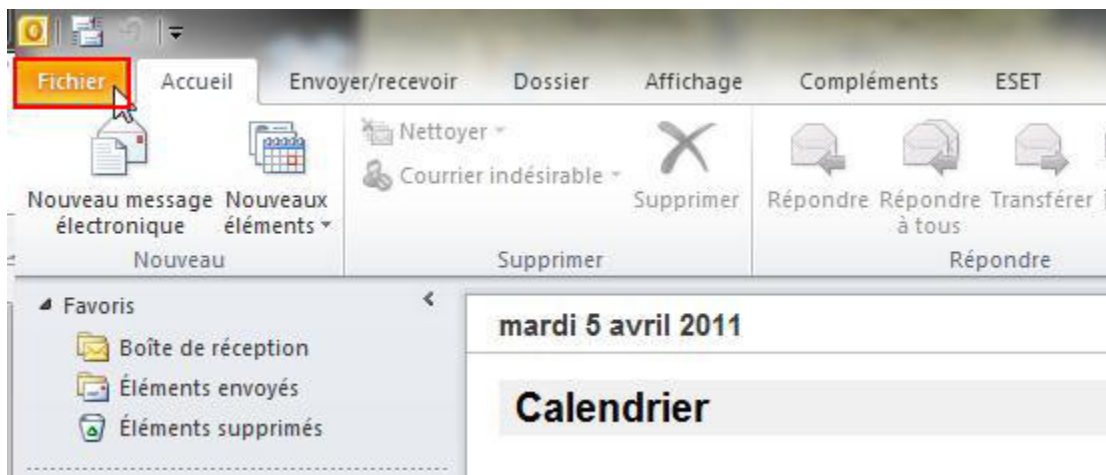 Fichier Accueil Envoyer/recevoir Dossier Affichage Compléments ESET
Nouveau message
électronique
Nouveaux
éléments
Nouveau
Nettoyer
Courrier indésirable
Supprimer
Supprimer
Répondre
Répondre
à tous
Transférer
Répondre
Favoris
Boîte de réception
Éléments envoyés
Éléments supprimés
mardi 5 avril 2011
Calendrier